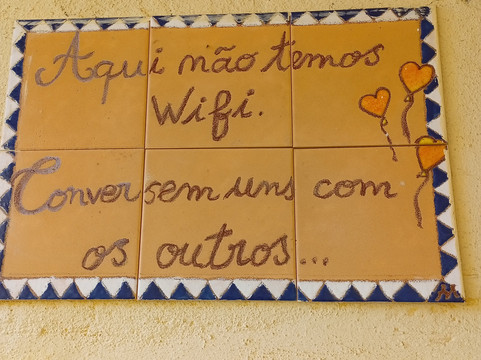 Aqui não temos
Wifi.
Conversem uns com
os outros...